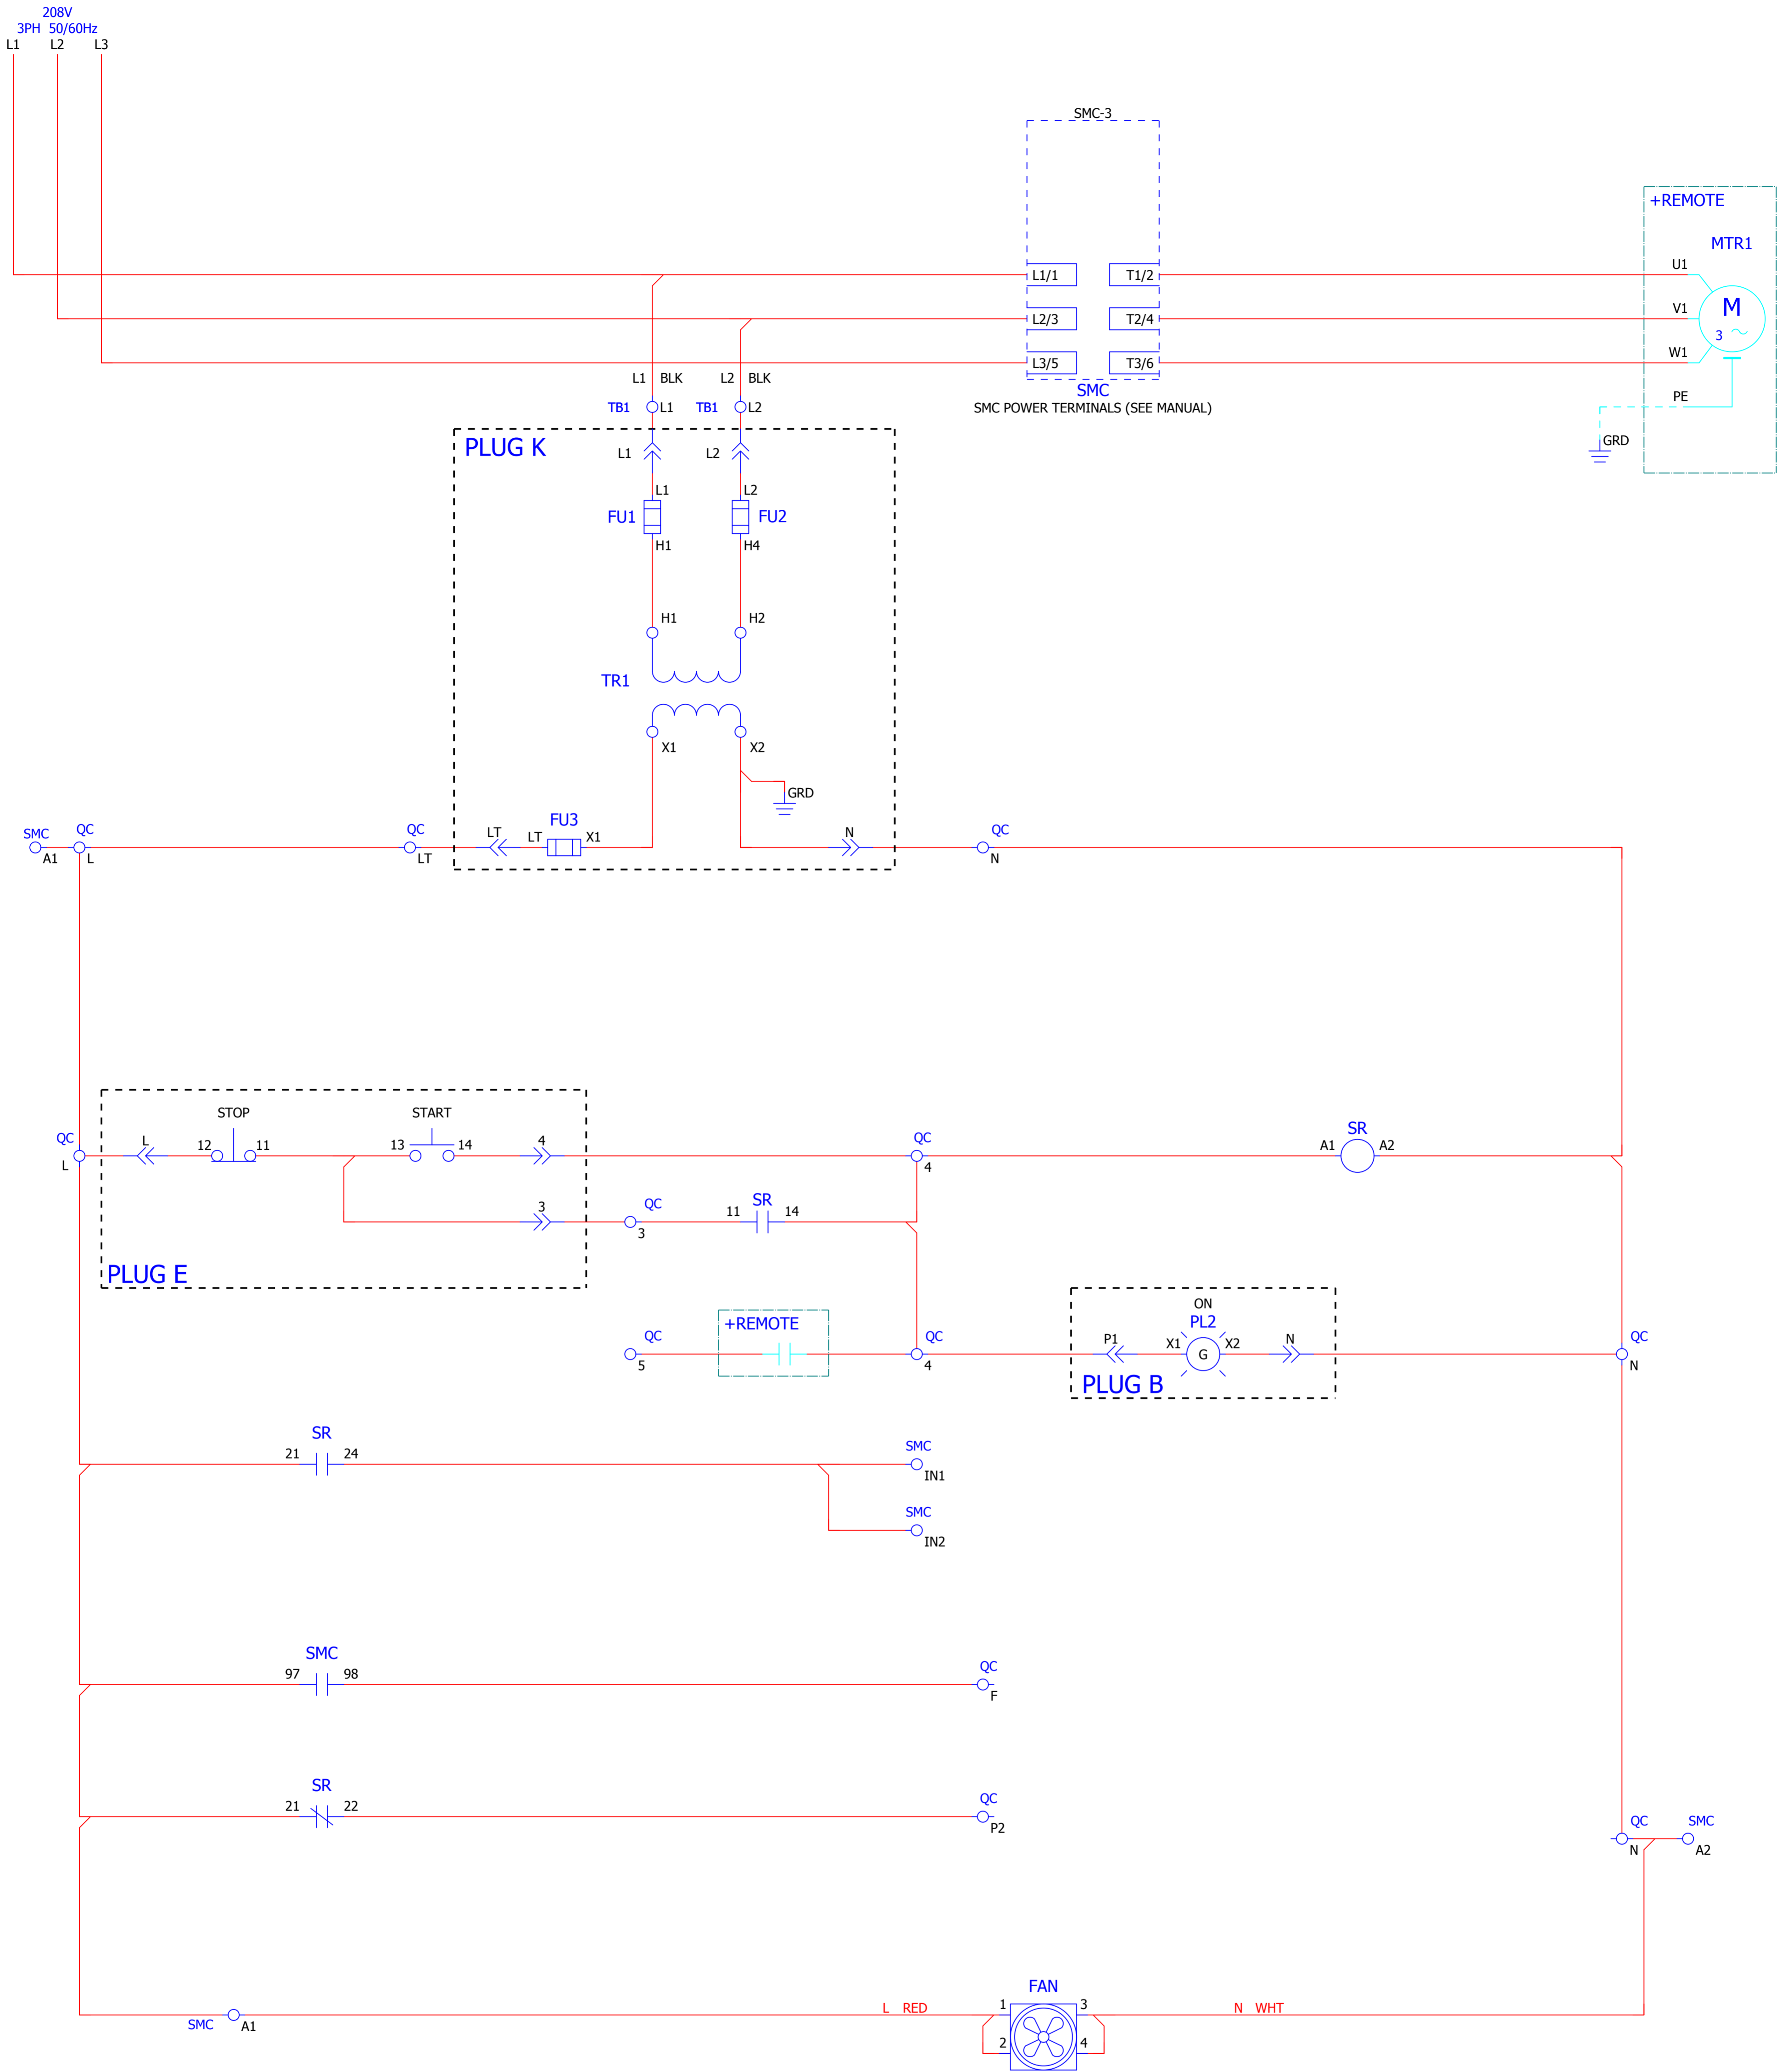 208V
3PH 50/60Hz
L1 L2 L3
SMC-3
+REMOTE
MTR1
L1/1 T1/2 U1
M
3
L2/3 T2/4 V1
L3/5 T3/6 W1
L1 BLK L2 BLK
SMC
PE
TB1 L1 TB1 L2
SMC POWER TERMINALS (SEE MANUAL)
GRD
PLUG K
L1 L2
L1 L2
FU1 FU2
H1 H4
H1 H2
TR1
X1 X2
GRD
FU3
SMC QC QC LT LT X1 N QC
A1 L LT N
STOP START
QC L 12 11 13 14 4 QC SR
L 4 A1 A2
3 QC SR
11 14
3
PLUG E
ON
+REMOTE PL2
QC QC P1 X1 X2 N QC
G
5 4 N
PLUG B
SR
21 24 SMC
IN1
SMC
IN2
SMC
97 98 QC
F
SR
21 22 QC
P2
QC SMC
N A2
FAN
1 3
L RED N WHT
SMC A1
2 4